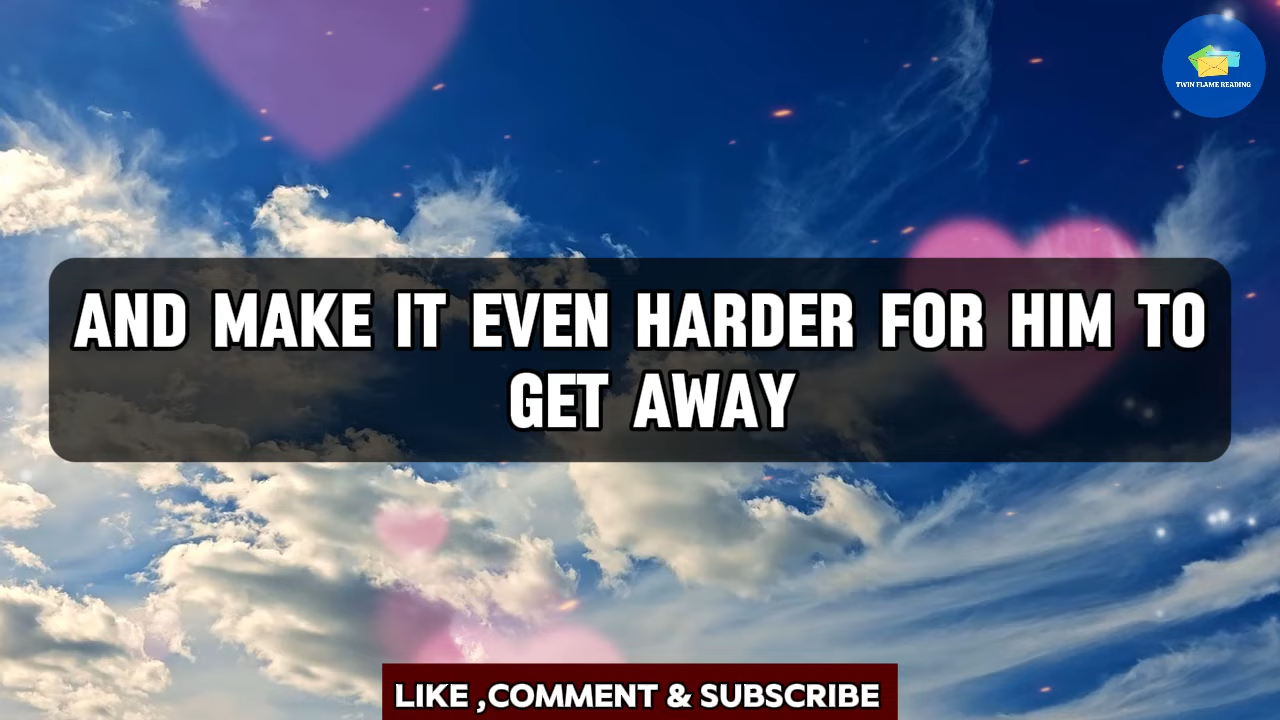 TWIN FLAME READING
AND MAKE IT EVEN HARDER FOR HIM TO
GET AWAY
LIKE ,COMMENT & SUBSCRIBE